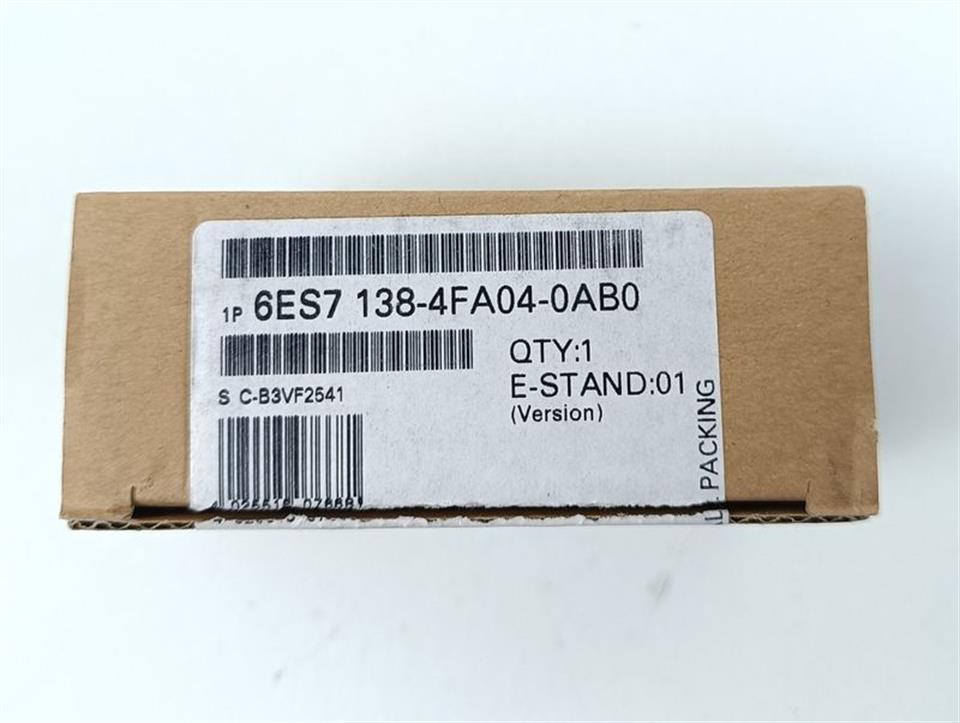 1P 6ES7 138-4FA04-0AB0
S C-B3VF2541
QTY:1
E-STAND:01
(Version)
PACKING